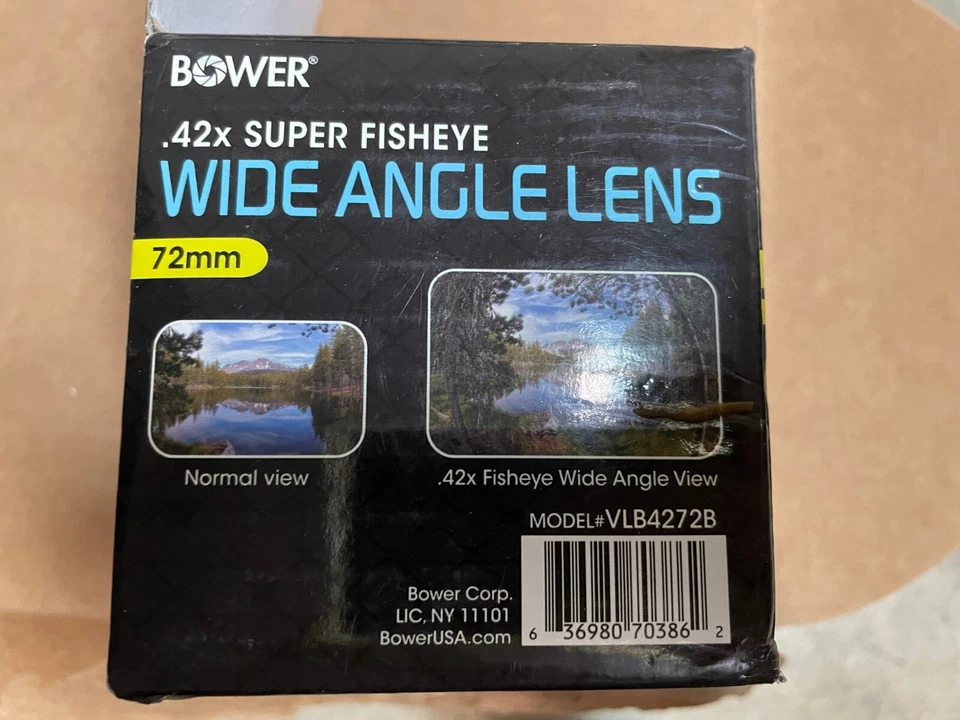 BOWER®
.42x SUPER FISHEYE
WIDE ANGLE LENS
72mm
Normal view
.42x Fisheye Wide Angle View
MODEL#VLB4272B
Bower Corp.
LIC, NY 11101
BowerUSA.com
6 36980 70386 2